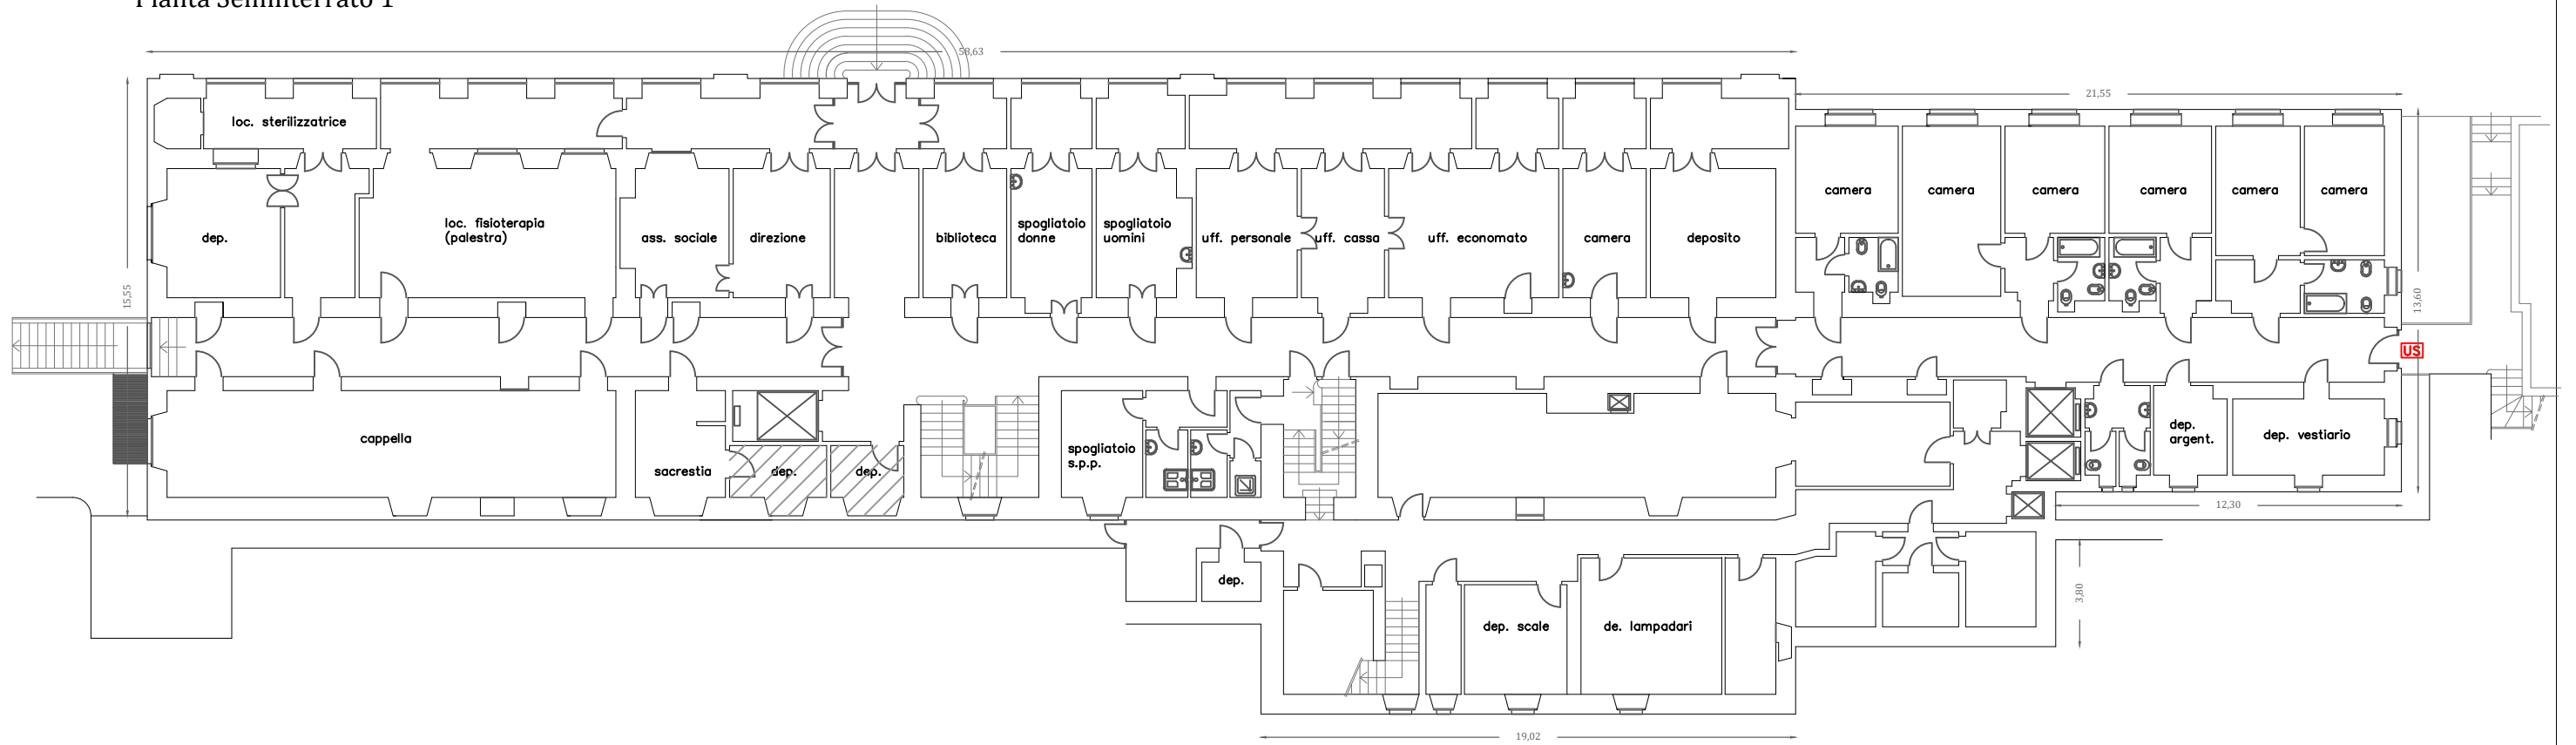 Pianta Seminterrato 1
58,63
21,55
loc. sterilizzatrice
camera
camera
camera
camera
camera
camera
dep.
loc. fisioterapia
(palestra)
ass. sociale
direzione
biblioteca
spogliatoio
donne
spogliatoio
uomini
uff. personale
uff. cassa
uff. economato
camera
deposito
15,55
13,60
US
cappella
sacrestia
dep.
dep.
spogliatoio
s.p.p.
dep.
argent.
dep. vestiario
12,30
dep.
3,80
dep. scale
de. lampadari
19,02